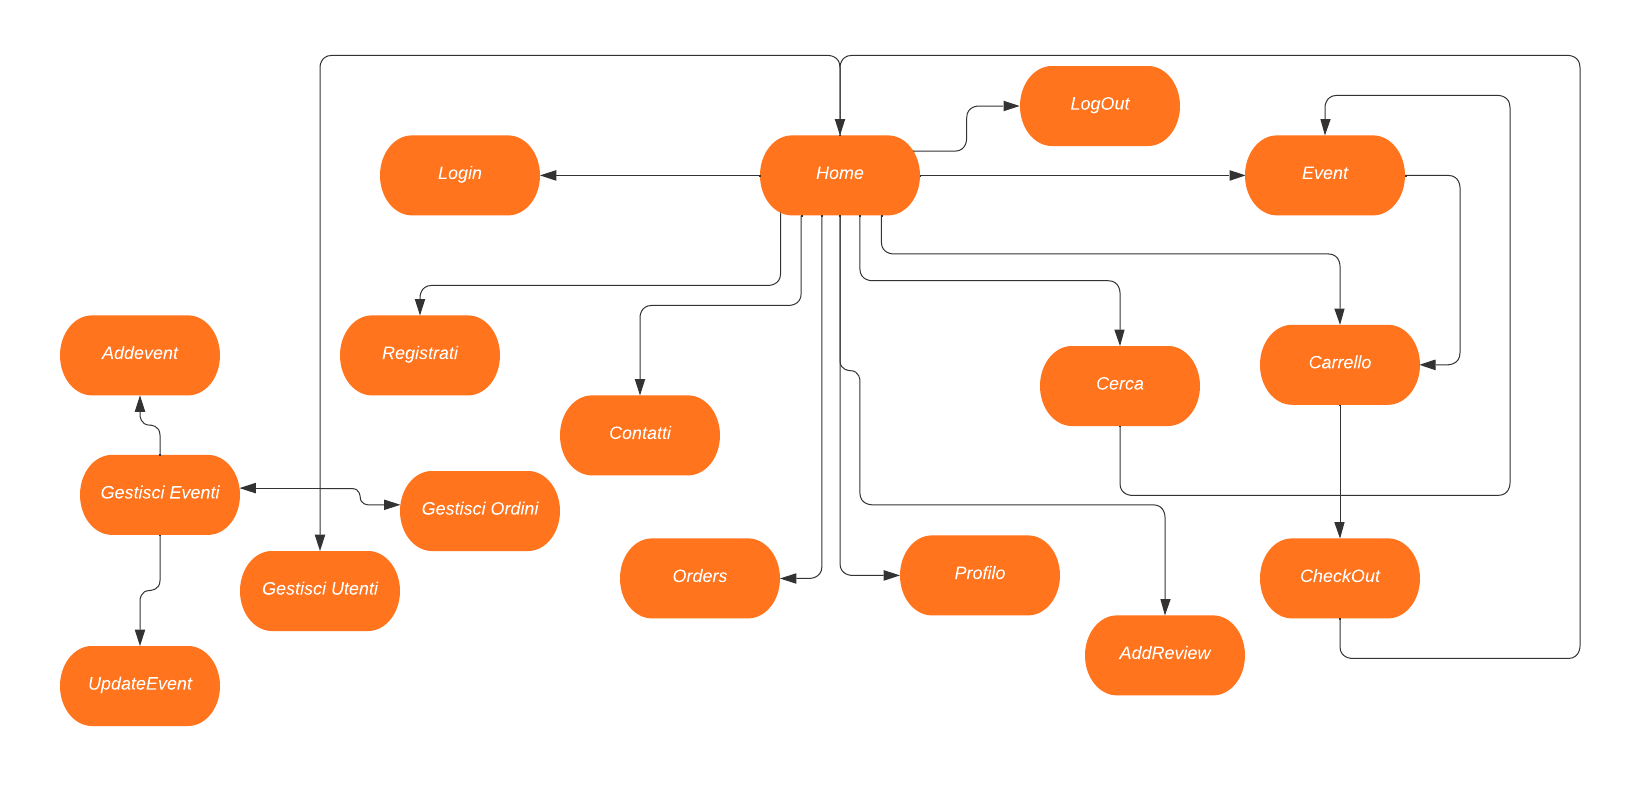 LogOut
Login
Home
Event
Addevent
Registrati
Carrello
Cerca
Contatti
Gestisci Eventi
Gestisci Ordini
Gestisci Utenti
Orders
Profilo
CheckOut
AddReview
UpdateEvent